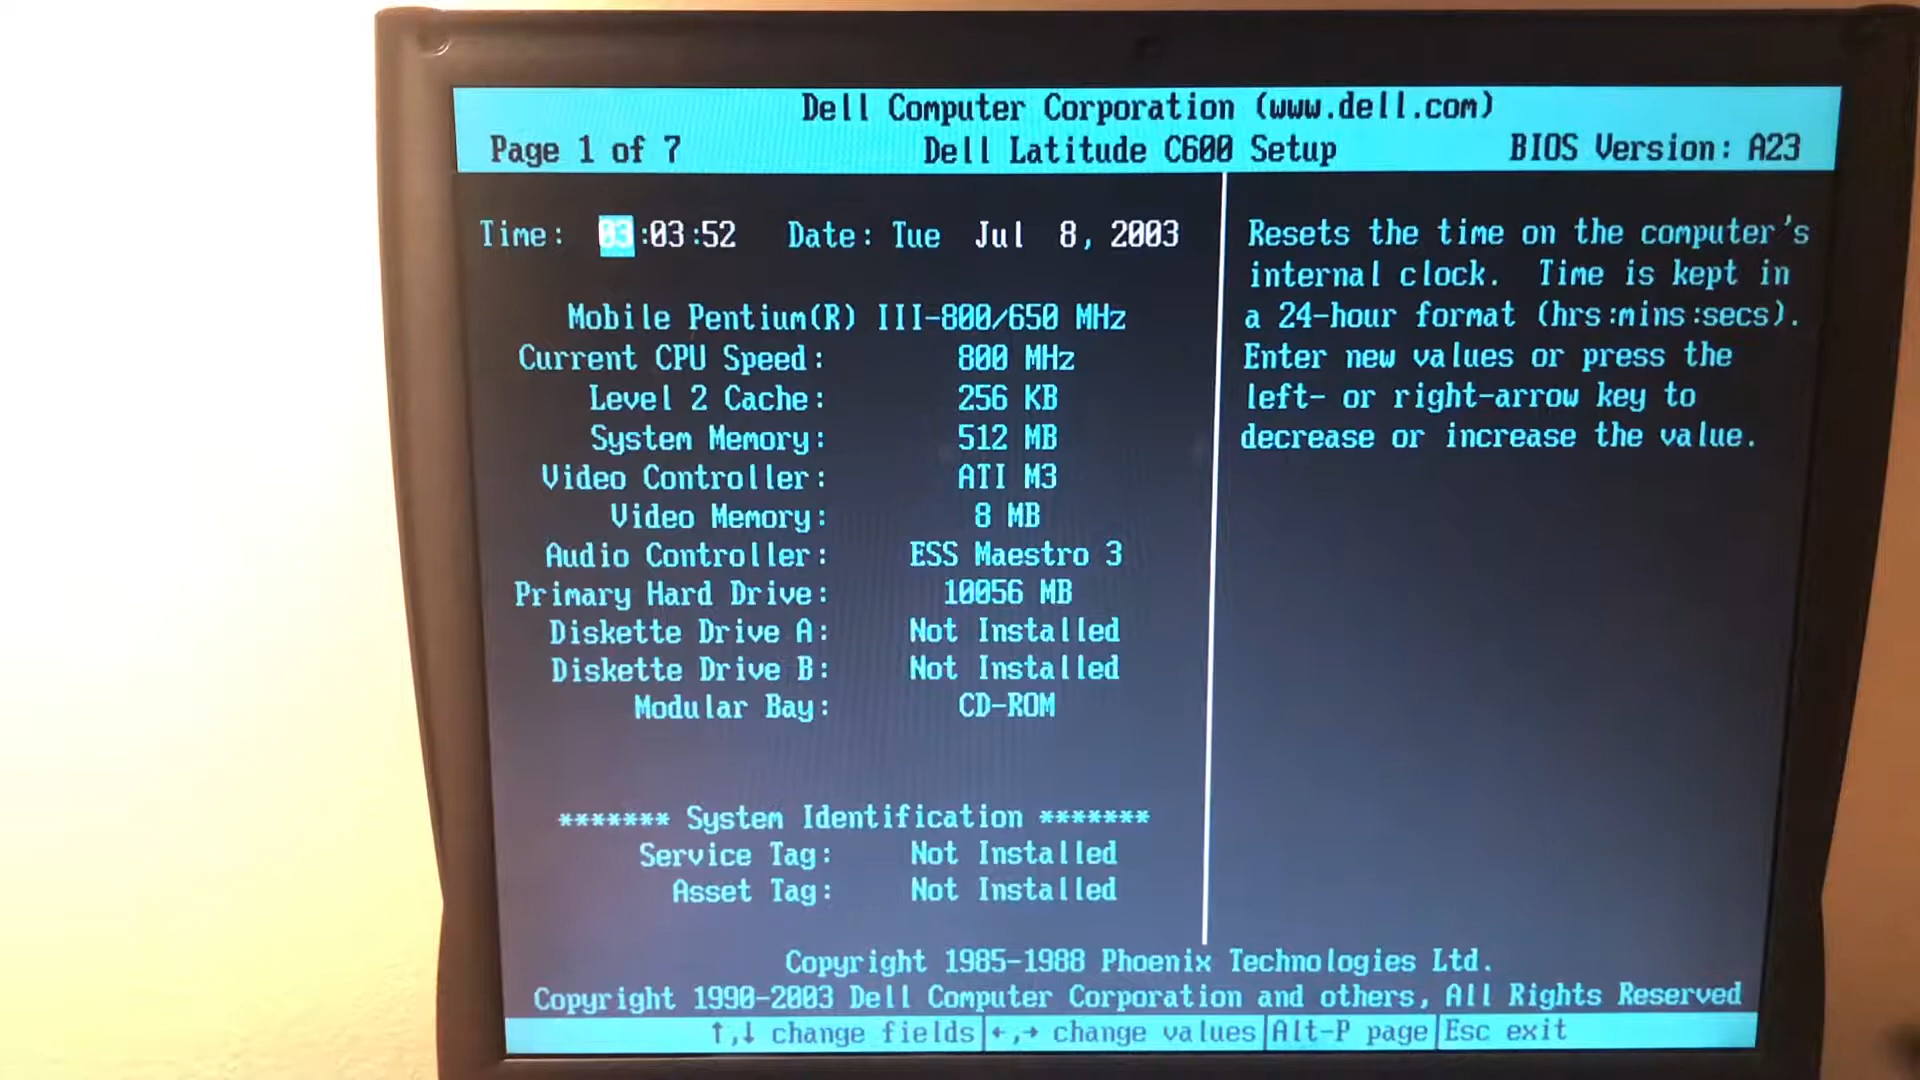 Dell Computer Corporation (www.dell.com)
Page 1 of 7 Dell Latitude C600 Setup BIOS Version: A23
Time: 03:03:52 Date: Tue Jul 8, 2003
Mobile Pentium(R) III-800/650 MHz
Current CPU Speed: 800 MHz
Level 2 Cache: 256 KB
System Memory: 512 MB
Video Controller: ATI M3
Video Memory: 8 MB
Audio Controller: ESS Maestro 3
Primary Hard Drive: 10056 MB
Diskette Drive A: Not Installed
Diskette Drive B: Not Installed
Modular Bay: CD-ROM
******* System Identification *******
Service Tag: Not Installed
Asset Tag: Not Installed
Resets the time on the computer's
internal clock. Time is kept in
a 24-hour format (hrs:mins:secs).
Enter new values or press the
left- or right-arrow key to
decrease or increase the value.
Copyright 1985-1988 Phoenix Technologies Ltd.
Copyright 1990-2003 Dell Computer Corporation and others, All Rights Reserved
↑,↓ change fields|←,→ change values|Alt-P page|Esc exit